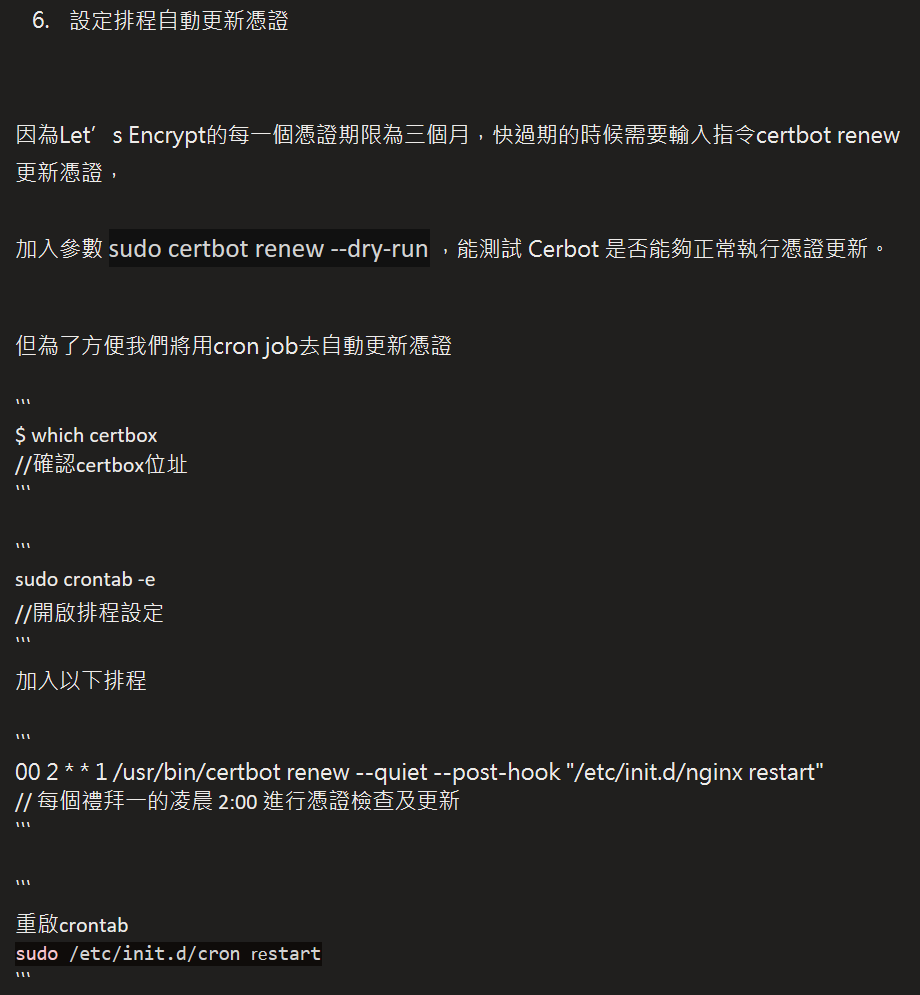 6. 設定排程自動更新憑證
因為Let’s Encrypt的每一個憑證期限為三個月，快過期的時候需要輸入指令certbot renew
更新憑證，
加入參數 sudo certbot renew --dry-run ，能測試 Cerbot 是否能夠正常執行憑證更新。
但為了方便我們將用cron job去自動更新憑證
```
$ which certbox
//確認certbox位址
```
```
sudo crontab -e
//開啟排程設定
```
加入以下排程
```
00 2 * * 1 /usr/bin/certbot renew --quiet --post-hook "/etc/init.d/nginx restart"
// 每個禮拜一的凌晨 2:00 進行憑證檢查及更新
```
```
重啟crontab
sudo /etc/init.d/cron restart
```